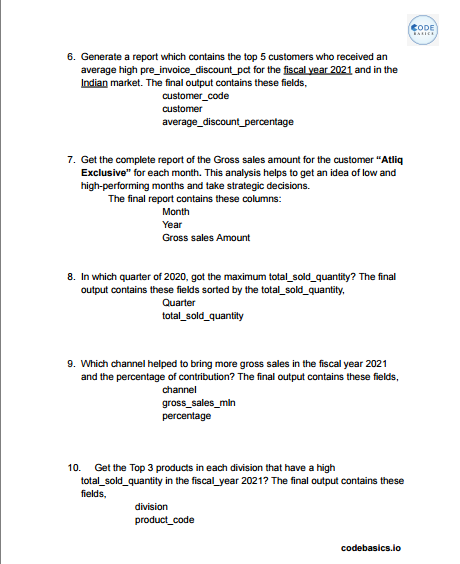 CODE
BASICS
6. Generate a report which contains the top 5 customers who received an
average high pre_invoice_discount_pct for the fiscal year 2021 and in the
Indian market. The final output contains these fields,
customer_code
customer
average_discount_percentage
7. Get the complete report of the Gross sales amount for the customer “Atliq
Exclusive” for each month. This analysis helps to get an idea of low and
high-performing months and take strategic decisions.
The final report contains these columns:
Month
Year
Gross sales Amount
8. In which quarter of 2020, got the maximum total_sold_quantity? The final
output contains these fields sorted by the total_sold_quantity,
Quarter
total_sold_quantity
9. Which channel helped to bring more gross sales in the fiscal year 2021
and the percentage of contribution? The final output contains these fields,
channel
gross_sales_mln
percentage
10. Get the Top 3 products in each division that have a high
total_sold_quantity in the fiscal_year 2021? The final output contains these
fields,
division
product_code
codebasics.io